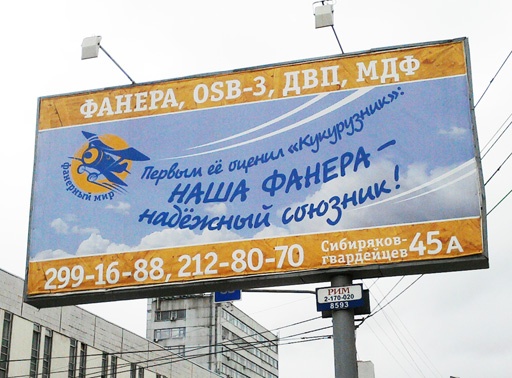 ФАНЕРА, OSB-3, ДВП, МДФ
Первым её оценил «Кукурузник»:
НАША ФАНЕРА –
надёжный союзник!
фанерный мир
299-16-88, 212-80-70
Сибиряков-
гвардейцев 45 А
РИМ
2-170-020
8593